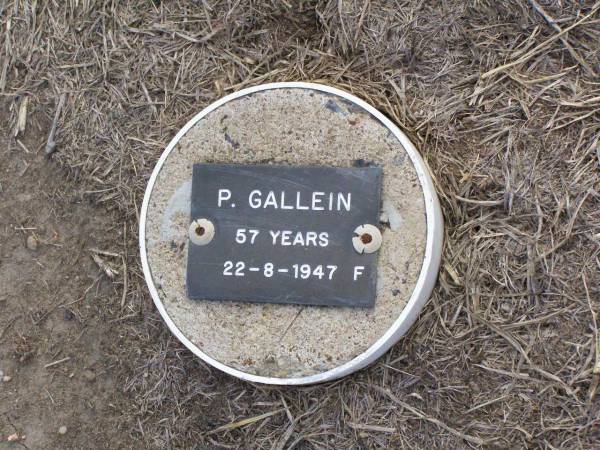 P. GALLEIN
57 YEARS
22-8-1947 F